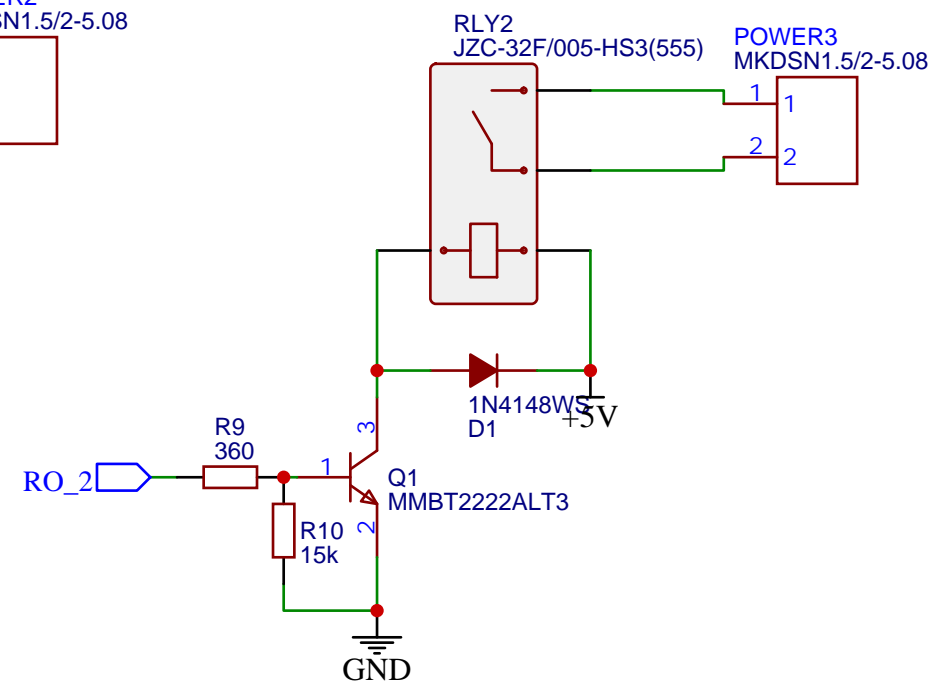 SN1.5/2-5.08
RLY2
JZC-32F/005-HS3(555)
POWER3
MKDSN1.5/2-5.08
1
1
2
2
1N4148WS
D1
+5V
3
R9
360
RO_2
1
Q1
MMBT2222ALT3
2
R10
15k
GND